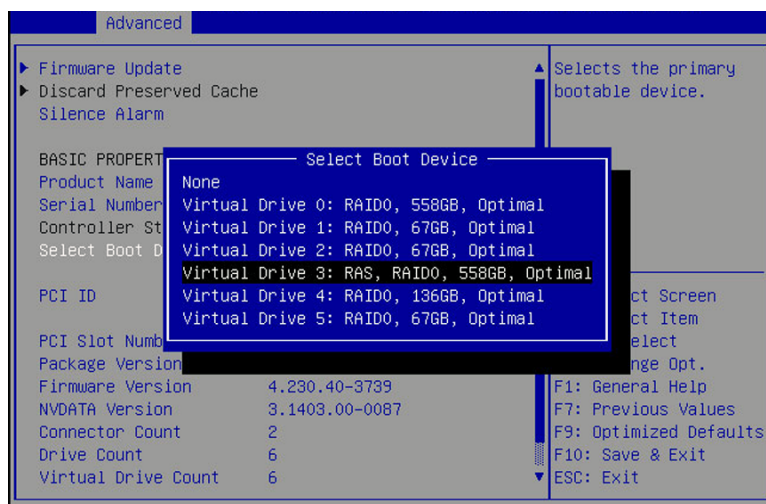 Advanced
Firmware Update
Discard Preserved Cache
Silence Alarm
BASIC PROPERT
Product Name
Serial Number
Controller St
Select Boot D
PCI ID
PCI Slot Numb
Package Version
Firmware Version 4.230.40-3739
NVDATA Version 3.1403.00-0087
Connector Count 2
Drive Count 6
Virtual Drive Count 6
Select Boot Device
None
Virtual Drive 0: RAID0, 558GB, Optimal
Virtual Drive 1: RAID0, 67GB, Optimal
Virtual Drive 2: RAID0, 67GB, Optimal
Virtual Drive 3: RAS, RAID0, 558GB, Optimal
Virtual Drive 4: RAID0, 136GB, Optimal
Virtual Drive 5: RAID0, 67GB, Optimal
Selects the primary
bootable device.
ct Screen
ct Item
elect
nge Opt.
F1: General Help
F7: Previous Values
F9: Optimized Defaults
F10: Save & Exit
ESC: Exit